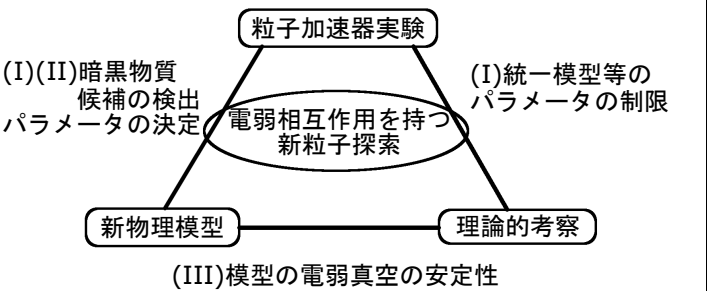 粒子加速器実験
(I)(II)暗黒物質
候補の検出
パラメータの決定
(I)統一模型等の
パラメータの制限
電弱相互作用を持つ
新粒子探索
新物理模型
理論的考察
(III)模型の電弱真空の安定性